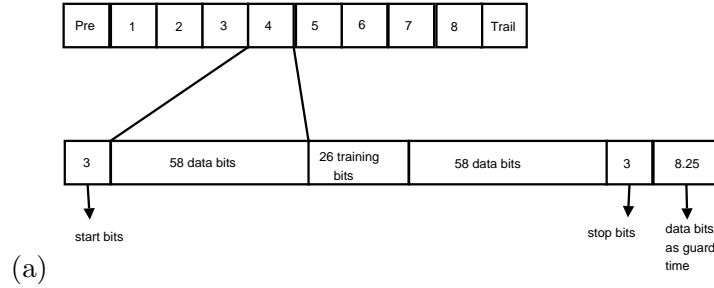 Pre 1 2 3 4 5 6 7 8 Trail
3 58 data bits 26 training bits 58 data bits 3 8.25
start bits
stop bits
data bits
as guard
time
(a)